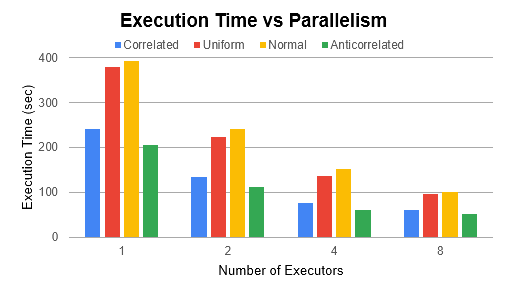 Execution Time vs Parallelism
Correlated Uniform Normal Anticorrelated
Execution Time (sec)
400
300
200
100
0
1 2 4 8
Number of Executors